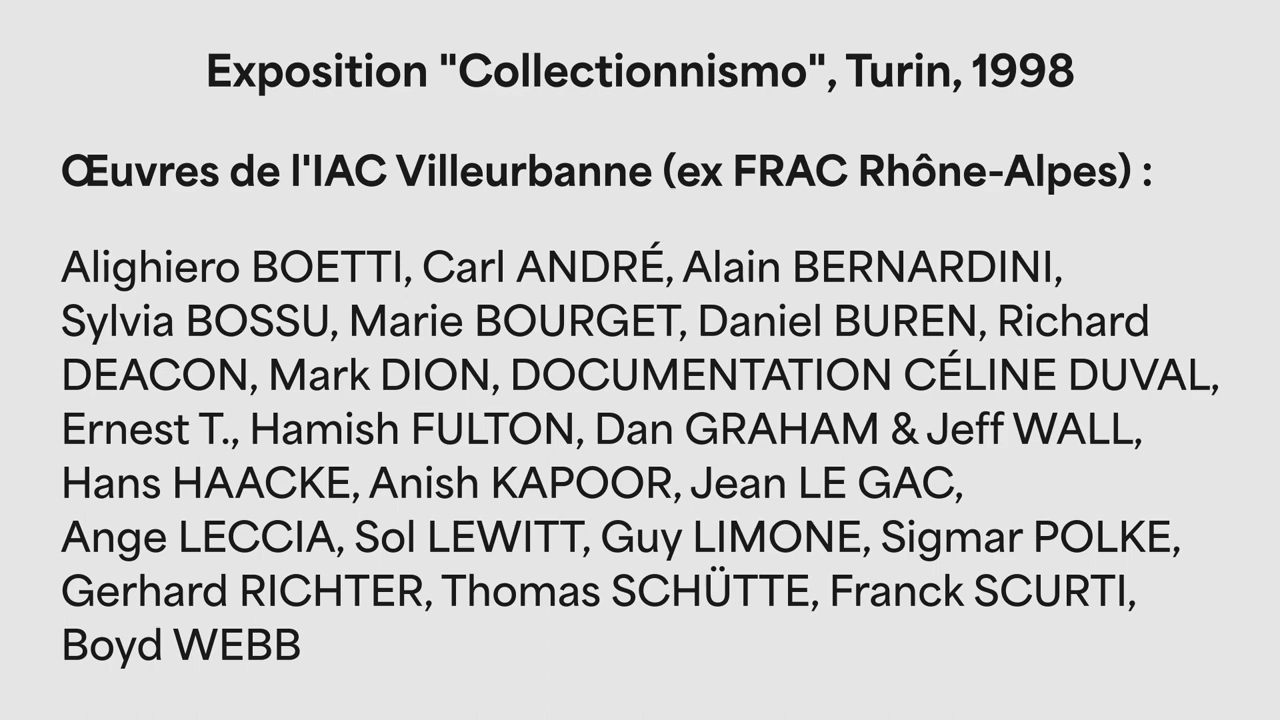 Exposition "Collectionnismo", Turin, 1998
Œuvres de l'IAC Villeurbanne (ex FRAC Rhône-Alpes) :
Alighiero BOETTI, Carl ANDRÉ, Alain BERNARDINI,
Sylvia BOSSU, Marie BOURGET, Daniel BUREN, Richard
DEACON, Mark DION, DOCUMENTATION CÉLINE DUVAL,
Ernest T., Hamish FULTON, Dan GRAHAM & Jeff WALL,
Hans HAACKE, Anish KAPOOR, Jean LE GAC,
Ange LECCIA, Sol LEWITT, Guy LIMONE, Sigmar POLKE,
Gerhard RICHTER, Thomas SCHÜTTE, Franck SCURTI,
Boyd WEBB